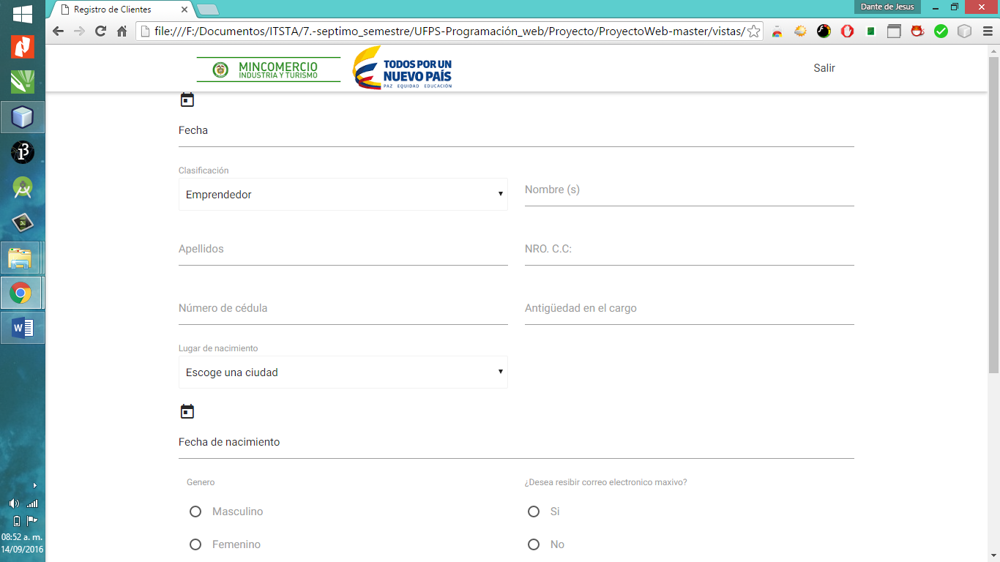 Registro de Clientes
Dante de Jesus
file:///F:/Documentos/ITSTA/7.-septimo_semestre/UFPS-Programación_web/Proyecto/ProyectoWeb-master/vistas/
MINCOMERCIO
INDUSTRIA Y TURISMO
TODOS POR UN
NUEVO PAÍS
PAZ EQUIDAD EDUCACIÓN
Salir
Fecha
Clasificación
Emprendedor
Nombre (s)
Apellidos
NRO. C.C:
Número de cédula
Antigüedad en el cargo
Lugar de nacimiento
Escoge una ciudad
Fecha de nacimiento
Genero
¿Desea resibir correo electronico maxivo?
Masculino
Si
Femenino
No
08:52 a. m.
14/09/2016